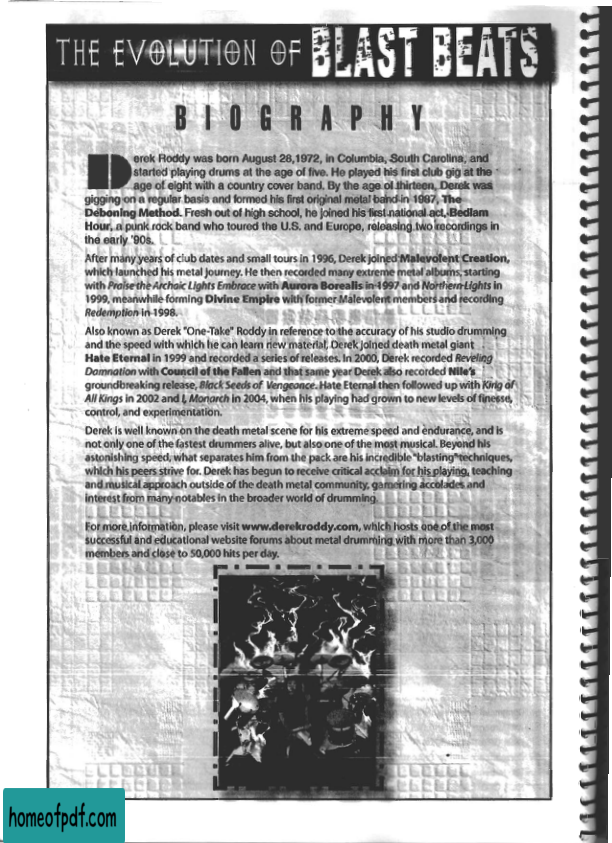 THE EVOLUTION OF BLAST BEATS
BIOGRAPHY
Derek Roddy was born August 28,1972, in Columbia, South Carolina, and
started playing drums at the age of five. He played his first club gig at the
age of eight with a country cover band. By the age of thirteen, Derek was
gigging on a regular basis and formed his first original metal band in 1987, The
Deboning Method. Fresh out of high school, he joined his first national act, Bedlam
Hour, a punk rock band who toured the U.S. and Europe, releasing two recordings in
the early '90s.
After many years of club dates and small tours in 1996, Derek joined Malevolent Creation,
which launched his metal journey. He then recorded many extreme metal albums, starting
with Praise the Archaic Lights Embrace with Aurora Borealis in 1997 and Northern Lights in
1999, meanwhile forming Divine Empire with former Malevolent members and recording
Redemption in 1998.
Also known as Derek "One-Take" Roddy in reference to the accuracy of his studio drumming
and the speed with which he can learn new material, Derek joined death metal giant
Hate Eternal in 1999 and recorded a series of releases. In 2000, Derek recorded Reveling
Damnation with Council of the Fallen and that same year Derek also recorded Nile's
groundbreaking release, Black Seeds of Vengeance. Hate Eternal then followed up with King of
All Kings in 2002 and I, Monarch in 2004, when his playing had grown to new levels of finesse,
control, and experimentation.
Derek is well known on the death metal scene for his extreme speed and endurance, and is
not only one of the fastest drummers alive, but also one of the most musical. Beyond his
astonishing speed, what separates him from the pack are his incredible "blasting" techniques,
which his peers strive for. Derek has begun to receive critical acclaim for his playing, teaching
and musical approach outside of the death metal community, garnering accolades and
interest from many notables in the broader world of drumming.
For more information, please visit www.derekroddy.com, which hosts one of the most
successful and educational website forums about metal drumming with more than 3,000
members and close to 50,000 hits per day.
homeofpdf.com